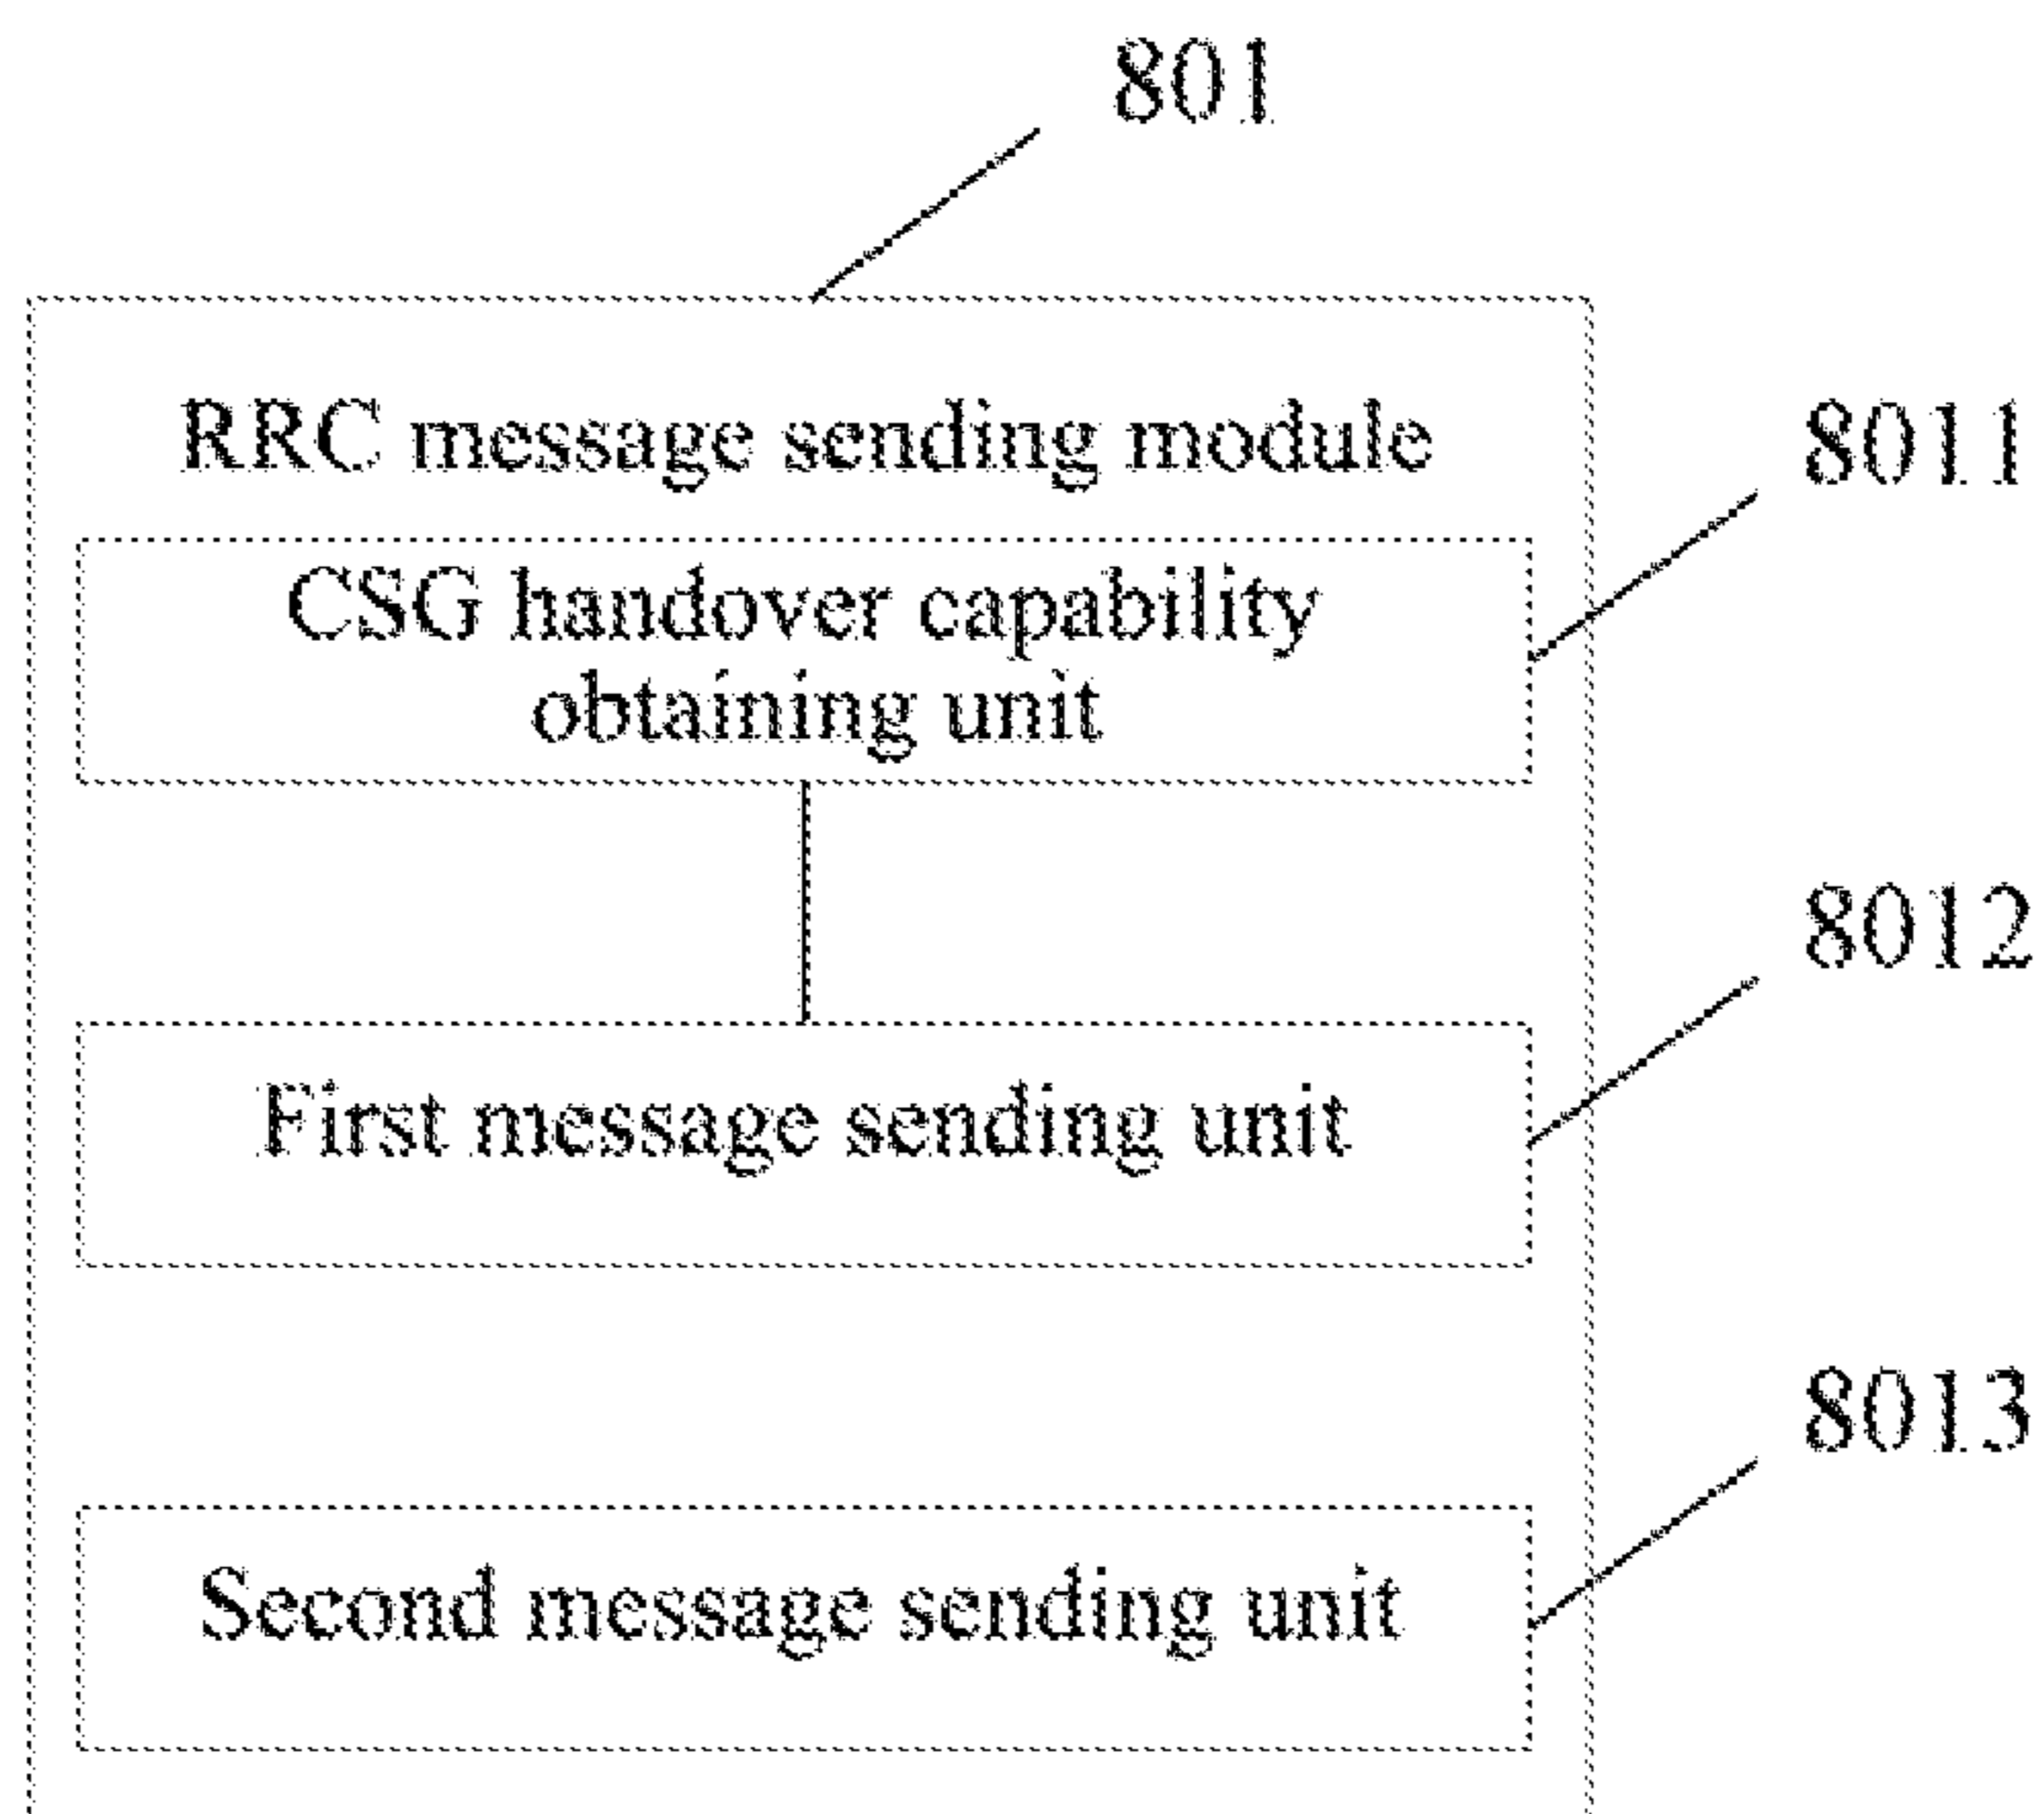 801
RRC message sending module
8011
CSG handover capability
obtaining unit
8012
First message sending unit
8013
Second message sending unit